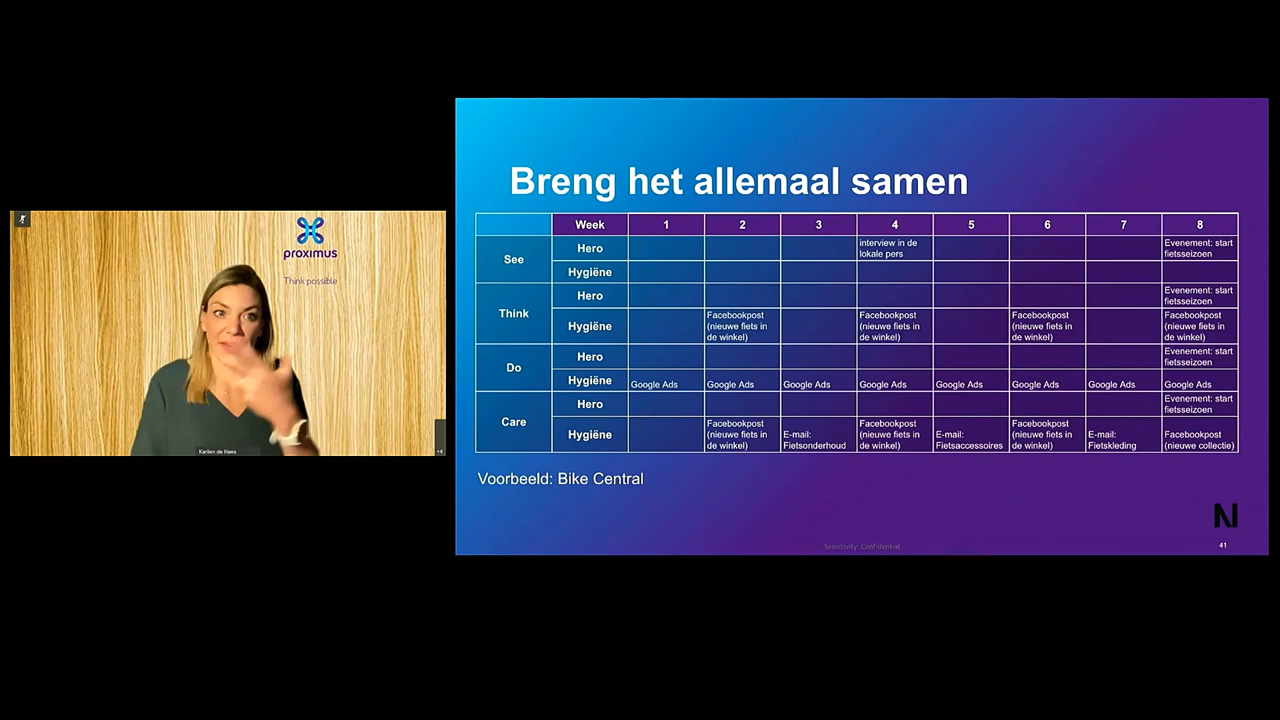 proximus
Think possible
Karlien de Haes
+4
Breng het allemaal samen
Week 1 2 3 4 5 6 7 8
See
Hero
interview in de
lokale pers
Evenement: start
fietsseizoen
Hygiëne
Think
Hero
Evenement: start
fietsseizoen
Hygiëne
Facebookpost
(nieuwe fiets in
de winkel)
Facebookpost
(nieuwe fiets in
de winkel)
Facebookpost
(nieuwe fiets in
de winkel)
Facebookpost
(nieuwe fiets in
de winkel)
Do
Hero
Evenement: start
fietsseizoen
Hygiëne
Google Ads Google Ads Google Ads Google Ads Google Ads Google Ads Google Ads Google Ads
Care
Hero
Evenement: start
fietsseizoen
Hygiëne
Facebookpost
(nieuwe fiets in
de winkel)
E-mail:
Fietsonderhoud
Facebookpost
(nieuwe fiets in
de winkel)
E-mail:
Fietsaccessoires
Facebookpost
(nieuwe fiets in
de winkel)
E-mail:
Fietskleding
Facebookpost
(nieuwe collectie)
Voorbeeld: Bike Central
N
Sensitivity: Confidential
41